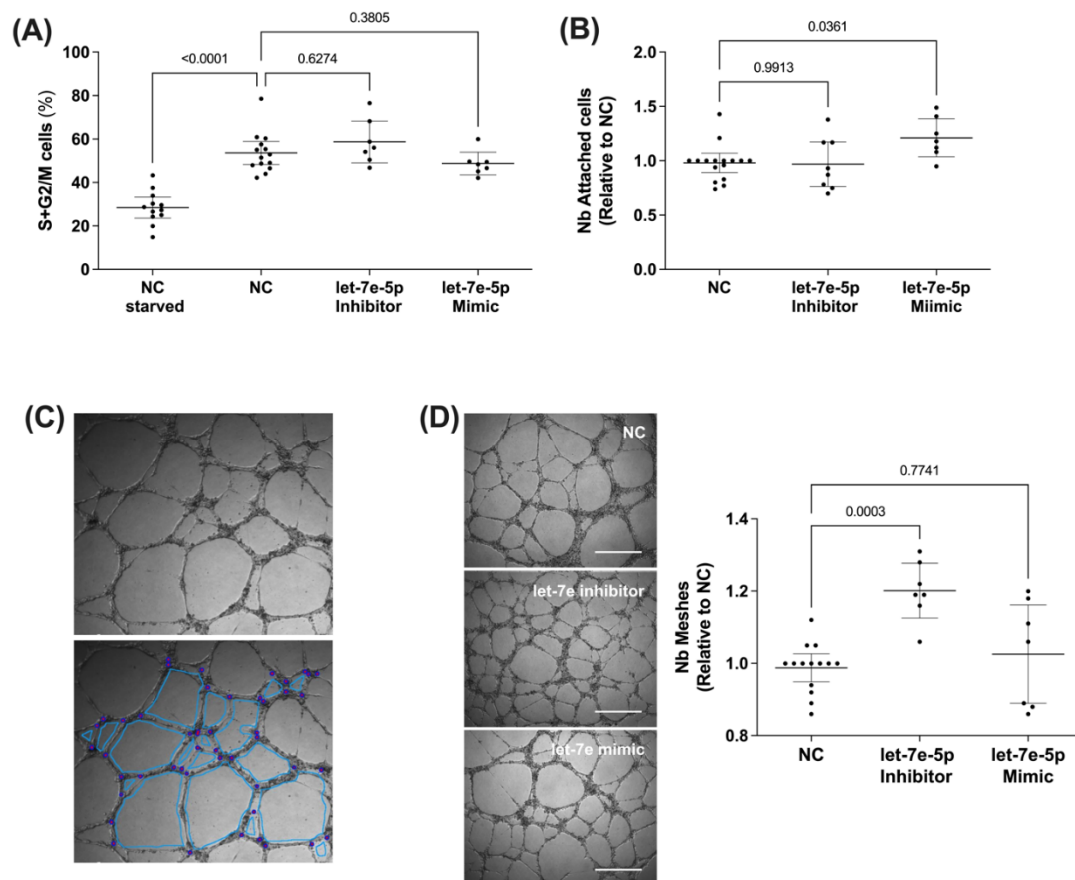 (A)
0.3805
<0.0001
0.6274
S+G2/M cells (%)
100
80
60
40
20
0
NC
starved
NC
let-7e-5p
Inhibitor
let-7e-5p
Mimic
(B)
0.0361
0.9913
Nb Attached cells
(Relative to NC)
2.0
1.5
1.0
0.5
0.0
NC
let-7e-5p
Inhibitor
let-7e-5p
Miimic
(C)
(D)
NC
let-7e inhibitor
let-7e mimic
0.7741
0.0003
Nb Meshes
(Relative to NC)
1.4
1.2
1.0
0.8
NC
let-7e-5p
Inhibitor
let-7e-5p
Mimic